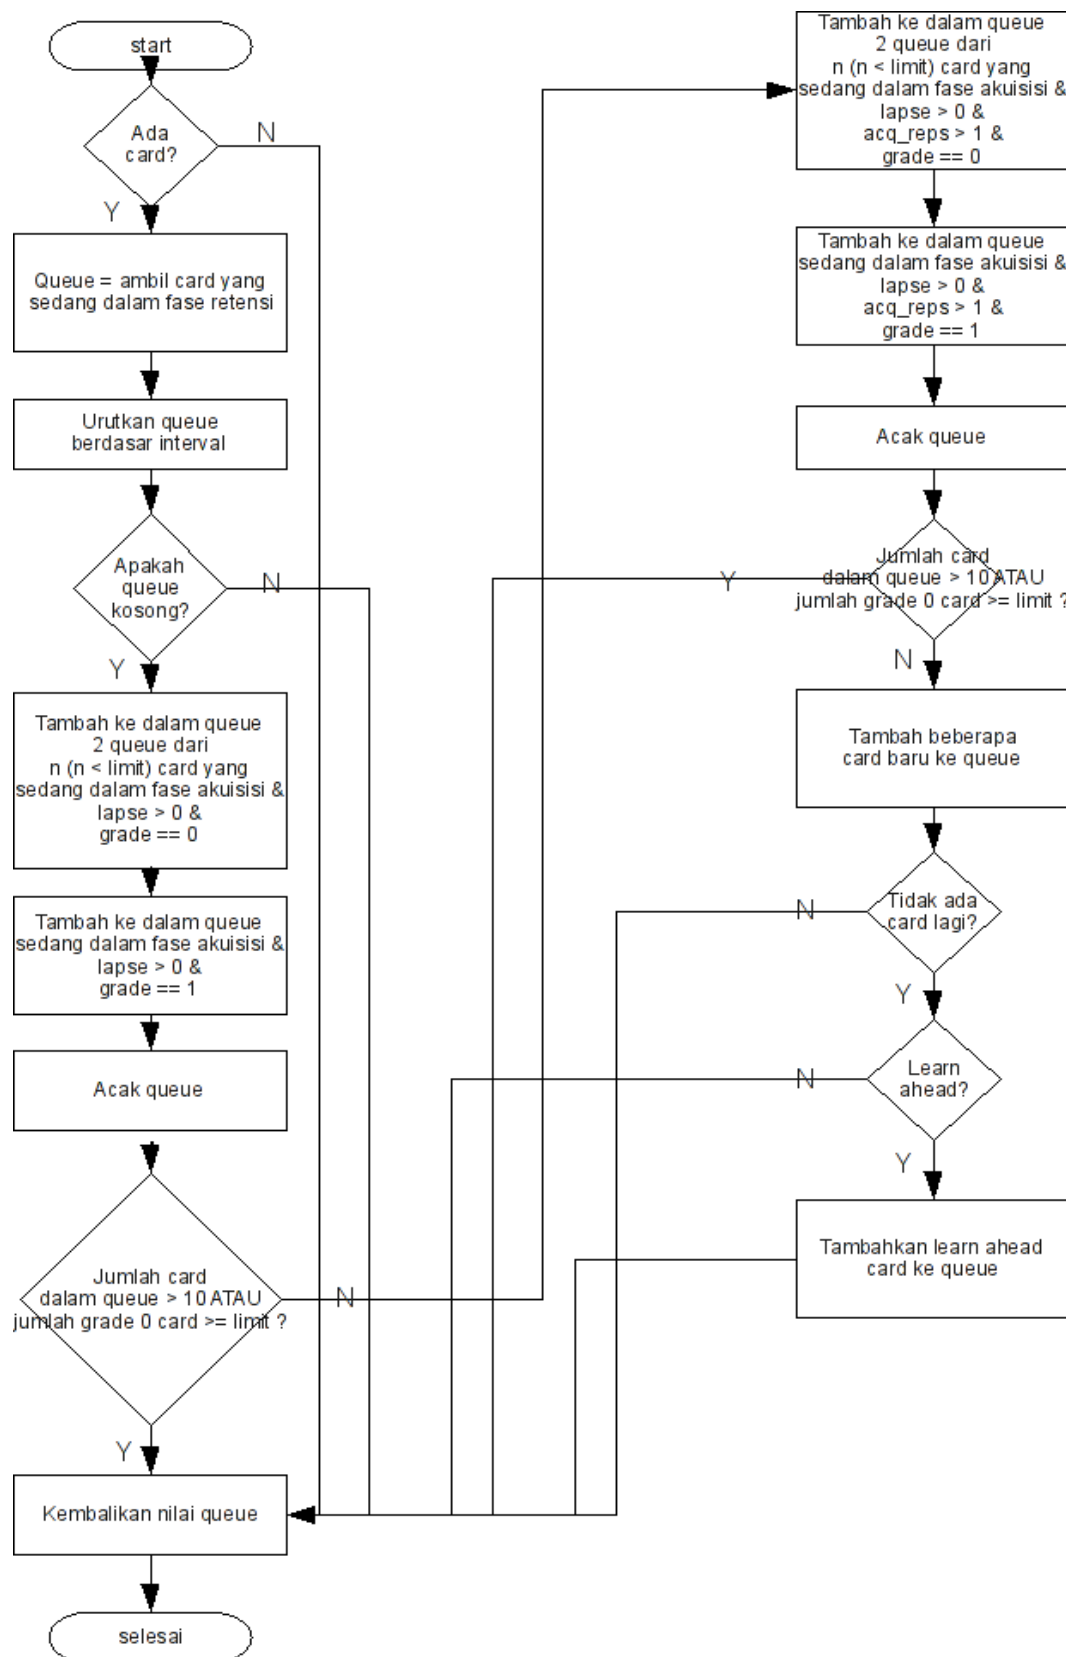 start
Ada
card?
N
Y
Queue = ambil card yang
sedang dalam fase retensi
Urutkan queue
berdasar interval
Apakah
queue
kosong?
N
Y
Tambah ke dalam queue
2 queue dari
n (n < limit) card yang
sedang dalam fase akuisisi &
lapse > 0 &
grade == 0
Tambah ke dalam queue
sedang dalam fase akuisisi &
lapse > 0 &
grade == 1
Acak queue
Jumlah card
dalam queue > 10 ATAU
jumlah grade 0 card >= limit ?
N
Y
Kembalikan nilai queue
selesai
Tambah ke dalam queue
2 queue dari
n (n < limit) card yang
sedang dalam fase akuisisi &
lapse > 0 &
acq_reps > 1 &
grade == 0
Tambah ke dalam queue
sedang dalam fase akuisisi &
lapse > 0 &
acq_reps > 1 &
grade == 1
Acak queue
Jumlah card
dalam queue > 10 ATAU
jumlah grade 0 card >= limit ?
Y
N
Tambah beberapa
card baru ke queue
Tidak ada
card lagi?
N
Y
Learn
ahead?
N
Y
Tambahkan learn ahead
card ke queue